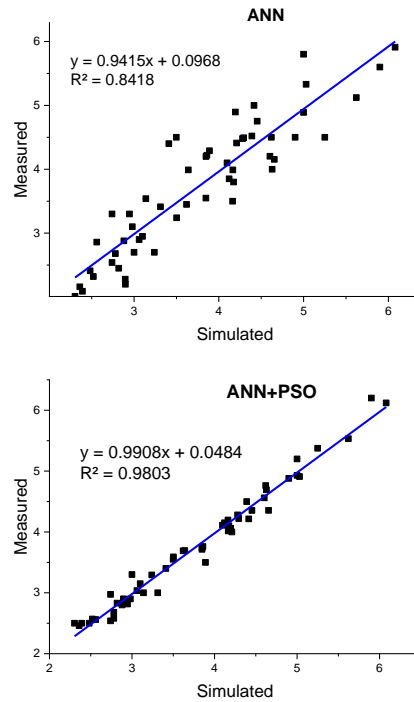 ANN
y = 0.9415x + 0.0968
R² = 0.8418
Measured
6
5
4
3
2 3 4 5 6
Simulated
ANN+PSO
y = 0.9908x + 0.0484
R² = 0.9803
Measured
6
5
4
3
2
2 3 4 5 6
Simulated